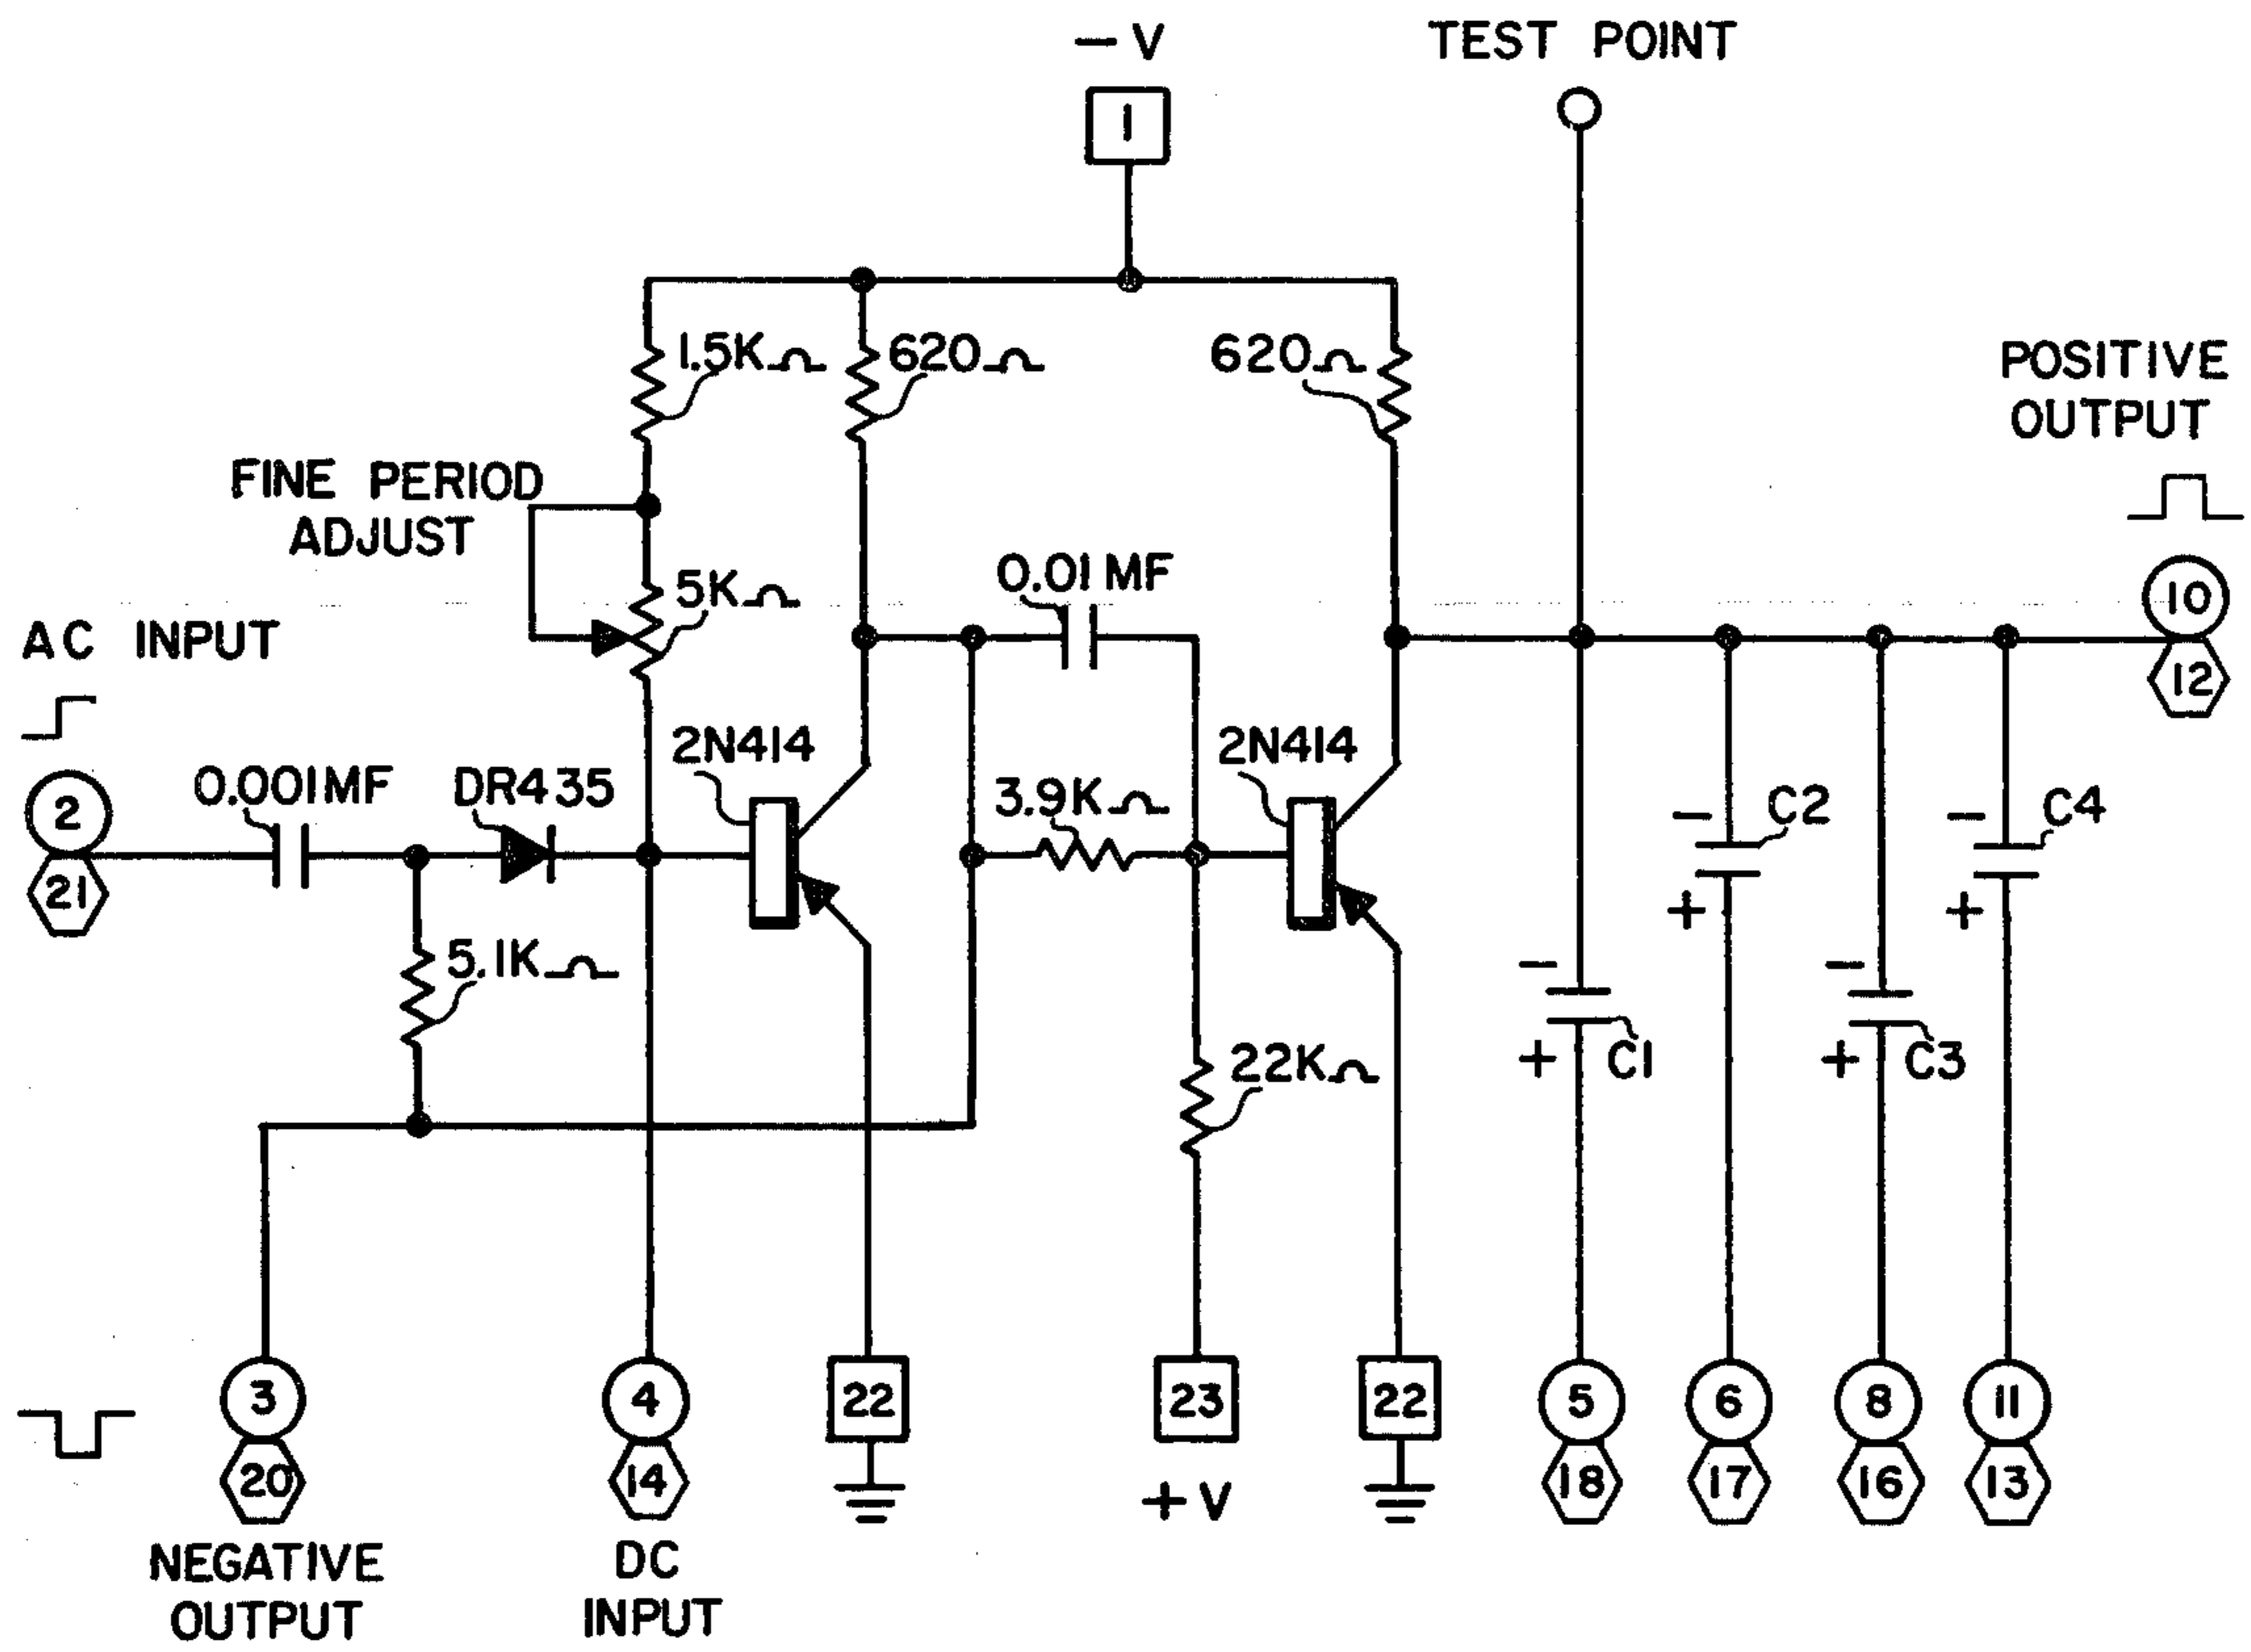 – V
TEST POINT
1
1.5KΩ
620Ω
620Ω
POSITIVE
OUTPUT
FINE PERIOD
ADJUST
5KΩ
0.01 MF
10
12
AC INPUT
2N414
2N414
0.001MF
DR435
3.9KΩ
2
21
– C2
– C4
+
+
5.1KΩ
–
–
22KΩ
+ C1
+ C3
3
4
22
23
22
5
6
8
11
20
14
18
17
16
13
+ V
NEGATIVE
OUTPUT
DC
INPUT